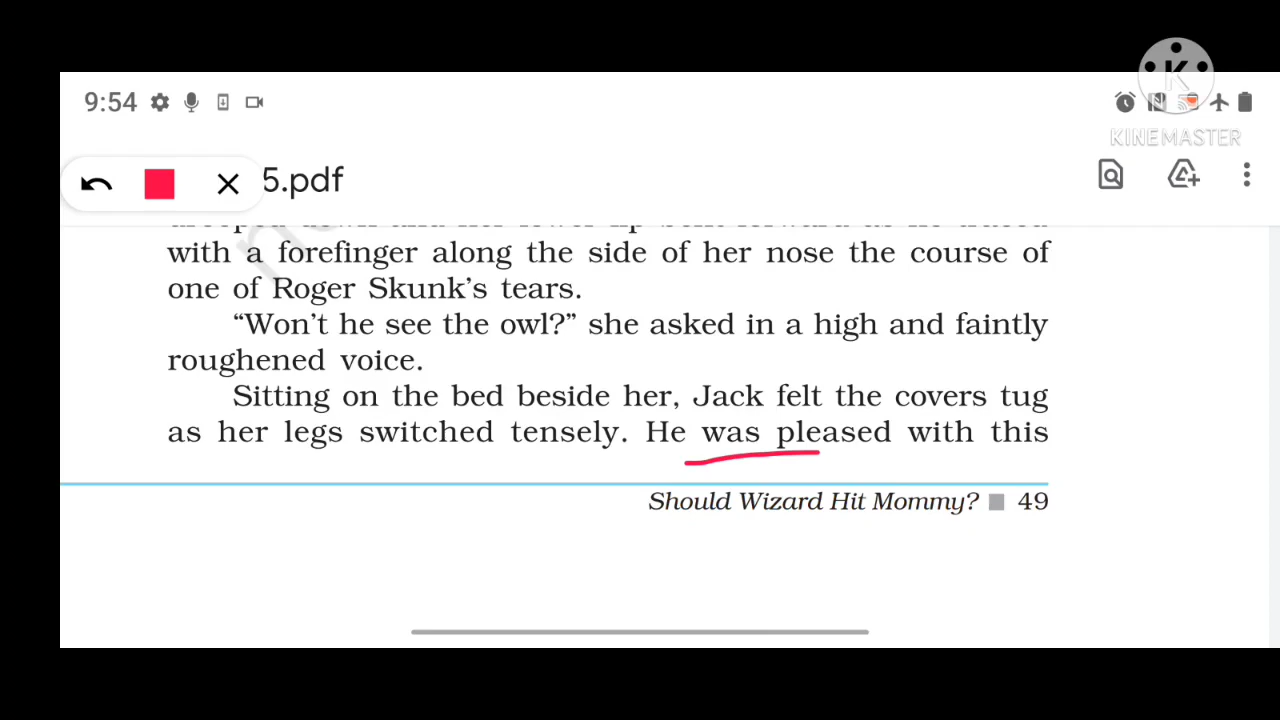 KINEMASTER
9:54
5.pdf
with a forefinger along the side of her nose the course of
one of Roger Skunk's tears.
“Won't he see the owl?” she asked in a high and faintly
roughened voice.
Sitting on the bed beside her, Jack felt the covers tug
as her legs switched tensely. He was pleased with this
Should Wizard Hit Mommy? ■ 49